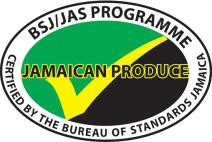 BSJ/JAS PROGRAMME
JAMAICAN PRODUCE
CERTIFIED BY THE BUREAU OF STANDARDS JAMAICA